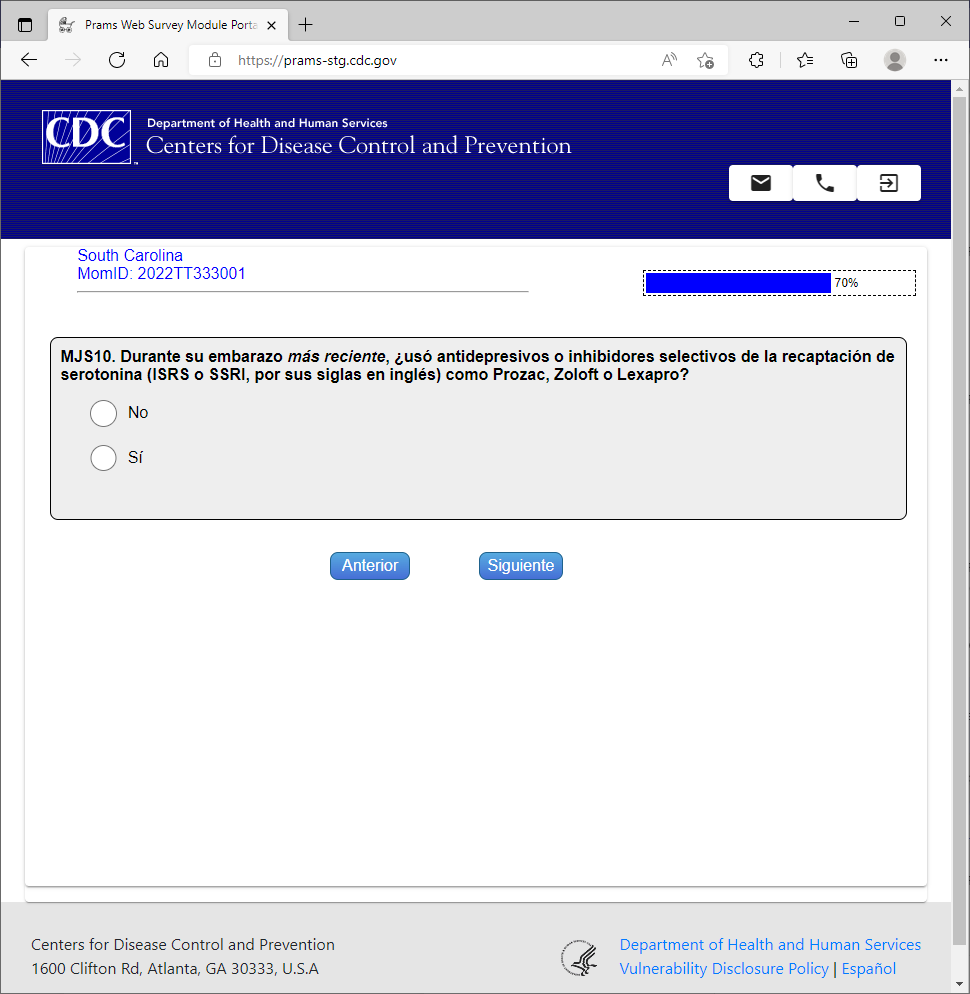 Prams Web Survey Module Porta
https://prams-stg.cdc.gov
CDC
Department of Health and Human Services
Centers for Disease Control and Prevention
South Carolina
MomID: 2022TT333001
70%
MJS10. Durante su embarazo más reciente, ¿usó antidepresivos o inhibidores selectivos de la recaptación de
serotonina (ISRS o SSRI, por sus siglas en inglés) como Prozac, Zoloft o Lexapro?
No
Sí
Anterior
Siguiente
Centers for Disease Control and Prevention
1600 Clifton Rd, Atlanta, GA 30333, U.S.A
Department of Health and Human Services
Vulnerability Disclosure Policy | Español